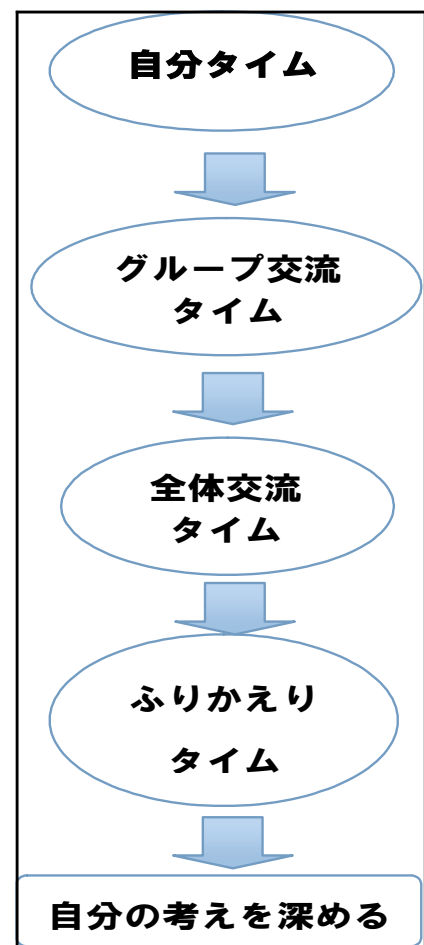 自分タイム
グループ交流
タイム
全体交流
タイム
ふりかえり
タイム
自分の考えを深める